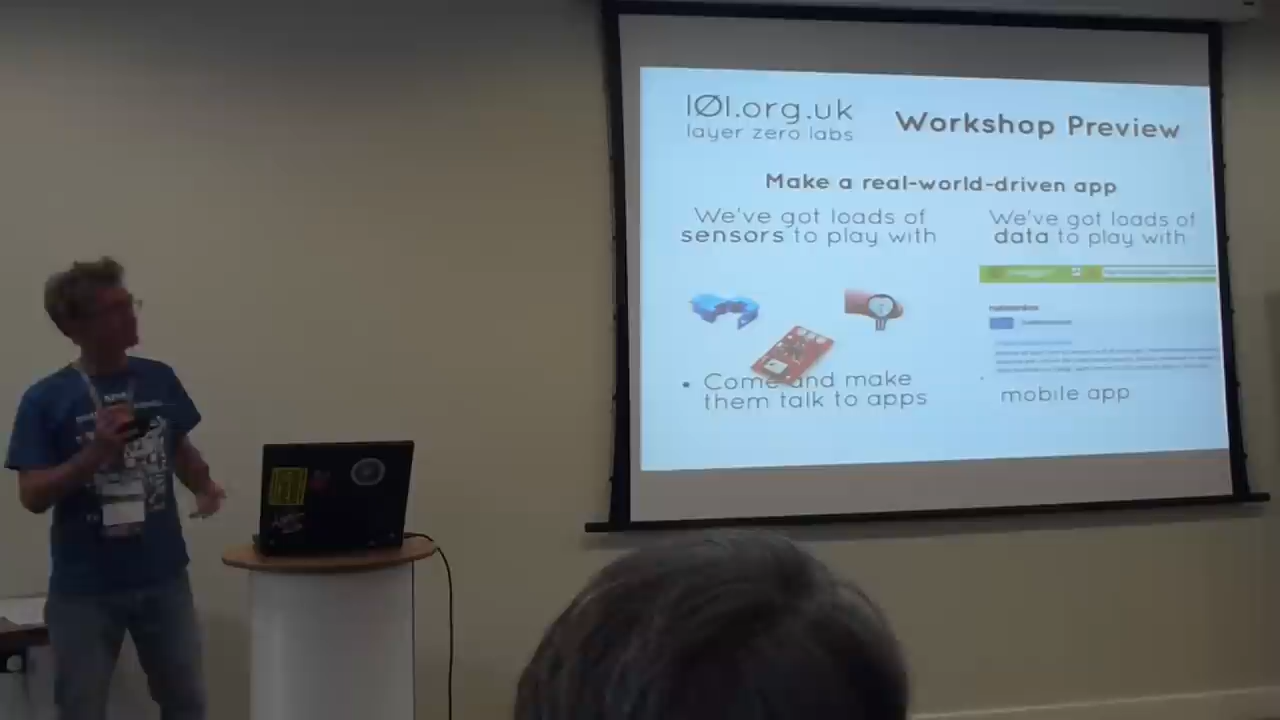 lØl.org.uk
layer zero labs
Workshop Preview
Make a real-world-driven app
We've got loads of
sensors to play with
• Come and make
them talk to apps
We've got loads of
data to play with
mobile app